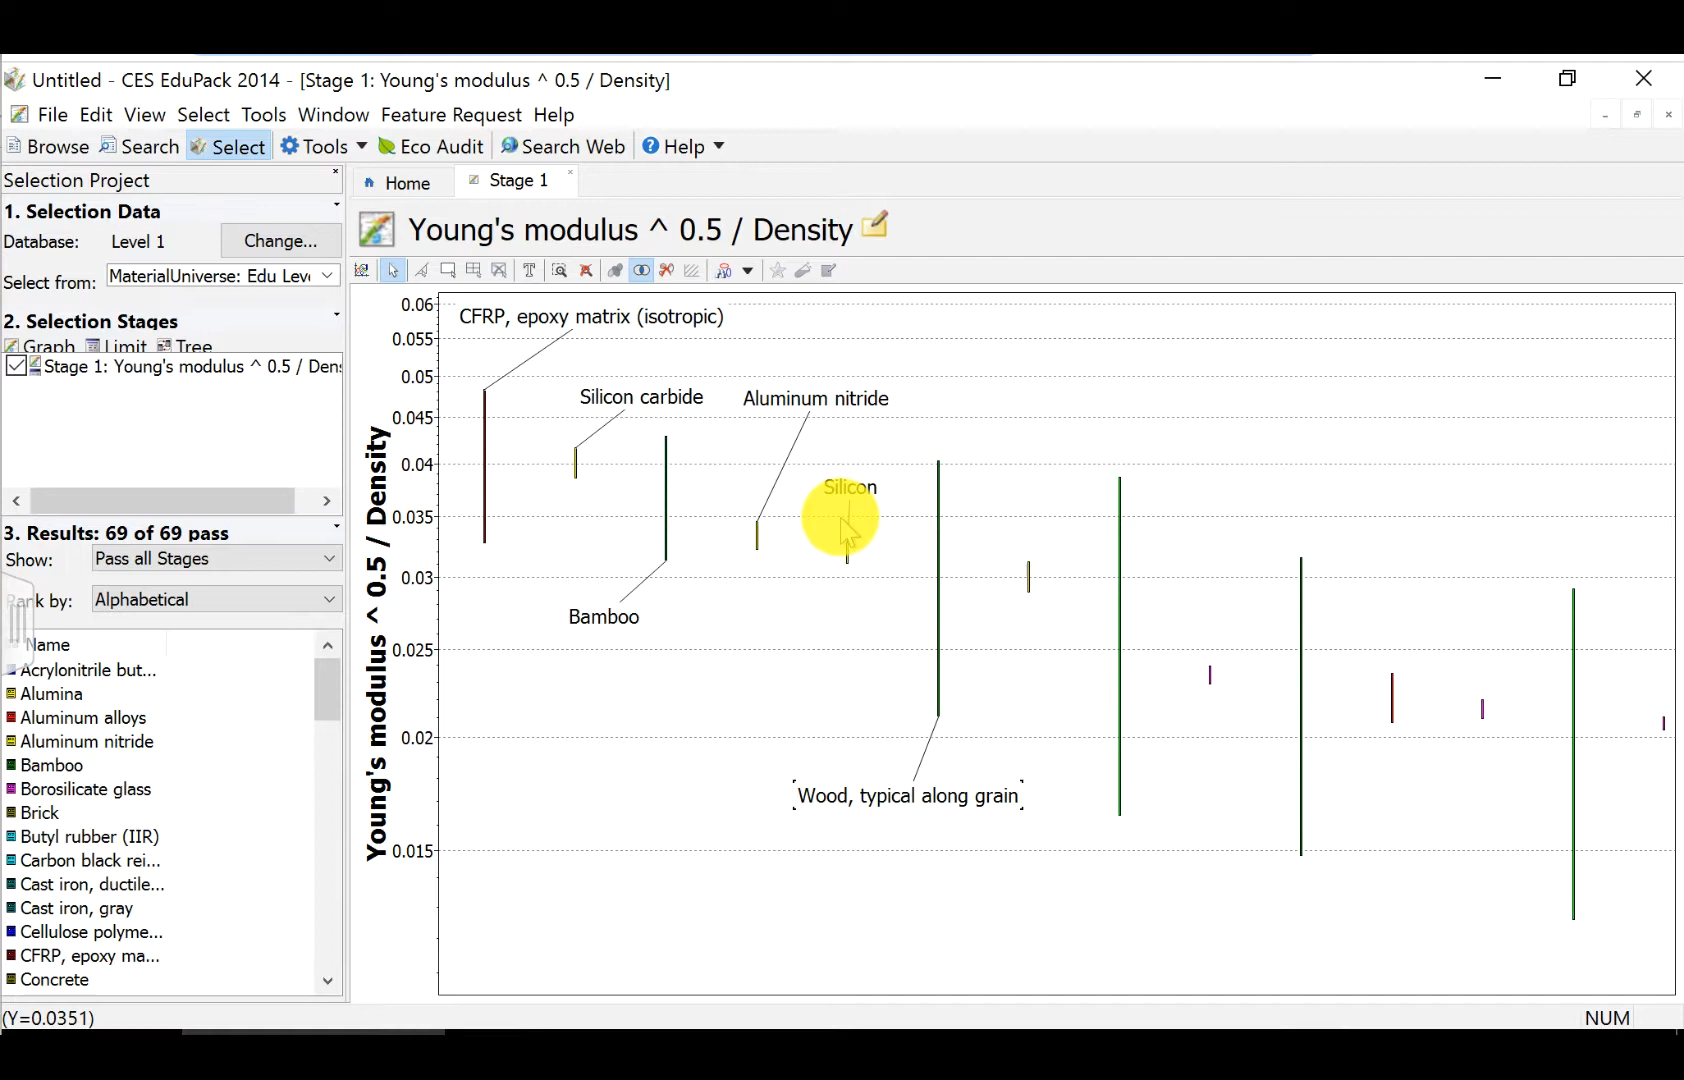 Untitled - CES EduPack 2014 - [Stage 1: Young's modulus ^ 0.5 / Density]
File Edit View Select Tools Window Feature Request Help
Browse Search Select Tools Eco Audit Search Web Help
Selection Project
Home Stage 1
1. Selection Data
Database: Level 1 Change...
Select from: MaterialUniverse: Edu Leve
2. Selection Stages
Graph Limit Tree
Stage 1: Young's modulus ^ 0.5 / Dens
3. Results: 69 of 69 pass
Show: Pass all Stages
Rank by: Alphabetical
Name
Acrylonitrile but...
Alumina
Aluminum alloys
Aluminum nitride
Bamboo
Borosilicate glass
Brick
Butyl rubber (IIR)
Carbon black rei...
Cast iron, ductile...
Cast iron, gray
Cellulose polyme...
CFRP, epoxy ma...
Concrete
Young's modulus ^ 0.5 / Density
Young's modulus ^ 0.5 / Density
0.06
0.055
0.05
0.045
0.04
0.035
0.03
0.025
0.02
0.015
CFRP, epoxy matrix (isotropic)
Silicon carbide
Aluminum nitride
Silicon
Bamboo
Wood, typical along grain
(Y=0.0351) NUM